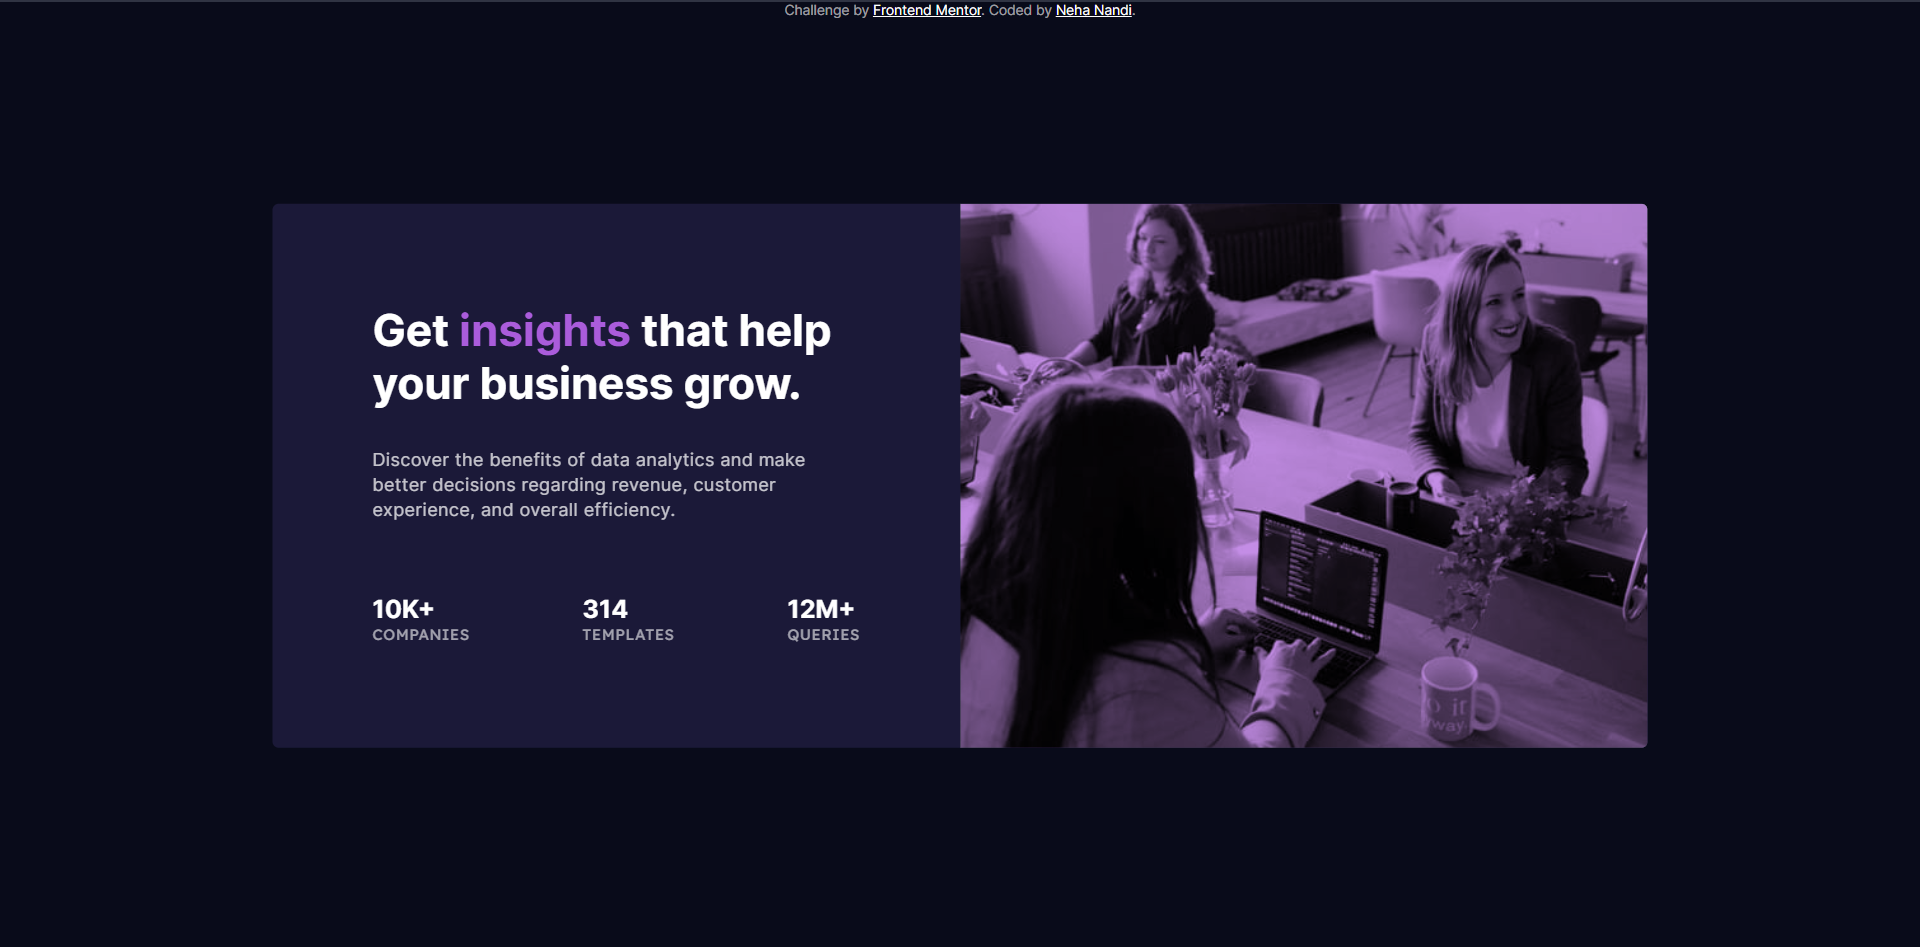 Challenge by Frontend Mentor. Coded by Neha Nandi.
Get insights that help
your business grow.
Discover the benefits of data analytics and make
better decisions regarding revenue, customer
experience, and overall efficiency.
10K+ 314 12M+
COMPANIES TEMPLATES QUERIES
o it
way.